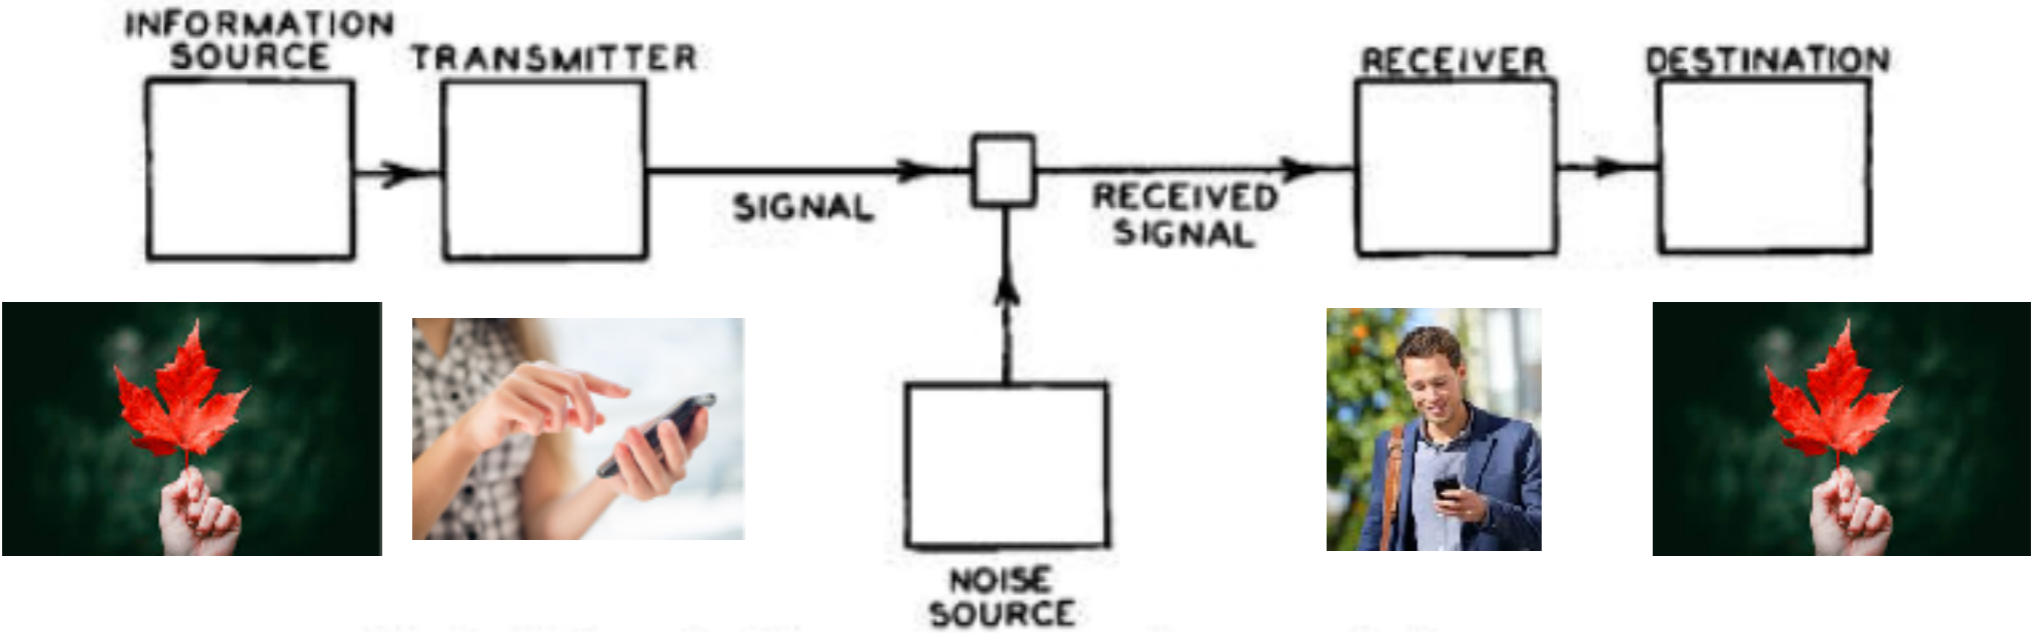 INFORMATION
SOURCE
TRANSMITTER
SIGNAL
RECEIVED
SIGNAL
RECEIVER
DESTINATION
NOISE
SOURCE